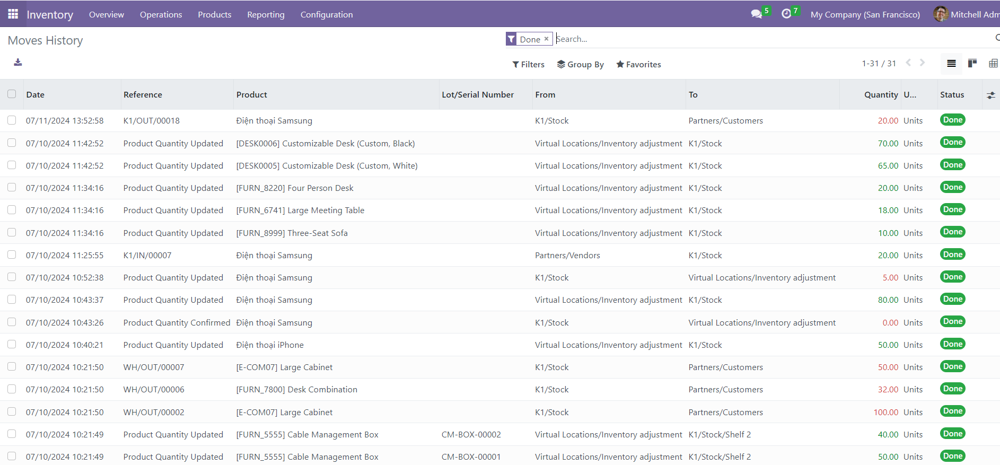 Inventory Overview Operations Products Reporting Configuration 5 7 My Company (San Francisco) Mitchell Adm
Moves History Done × Search...
Filters Group By Favorites 1-31 / 31
Date Reference Product Lot/Serial Number From To Quantity U... Status
07/11/2024 13:52:58 K1/OUT/00018 Điện thoại Samsung K1/Stock Partners/Customers 20.00 Units Done
07/10/2024 11:42:52 Product Quantity Updated [DESK0006] Customizable Desk (Custom, Black) Virtual Locations/Inventory adjustment K1/Stock 70.00 Units Done
07/10/2024 11:42:52 Product Quantity Updated [DESK0005] Customizable Desk (Custom, White) Virtual Locations/Inventory adjustment K1/Stock 65.00 Units Done
07/10/2024 11:34:16 Product Quantity Updated [FURN_8220] Four Person Desk Virtual Locations/Inventory adjustment K1/Stock 20.00 Units Done
07/10/2024 11:34:16 Product Quantity Updated [FURN_6741] Large Meeting Table Virtual Locations/Inventory adjustment K1/Stock 18.00 Units Done
07/10/2024 11:34:16 Product Quantity Updated [FURN_8999] Three-Seat Sofa Virtual Locations/Inventory adjustment K1/Stock 10.00 Units Done
07/10/2024 11:25:55 K1/IN/00007 Điện thoại Samsung Partners/Vendors K1/Stock 20.00 Units Done
07/10/2024 10:52:38 Product Quantity Updated Điện thoại Samsung K1/Stock Virtual Locations/Inventory adjustment 5.00 Units Done
07/10/2024 10:43:37 Product Quantity Updated Điện thoại Samsung Virtual Locations/Inventory adjustment K1/Stock 80.00 Units Done
07/10/2024 10:43:26 Product Quantity Confirmed Điện thoại Samsung K1/Stock Virtual Locations/Inventory adjustment 0.00 Units Done
07/10/2024 10:40:21 Product Quantity Updated Điện thoại iPhone Virtual Locations/Inventory adjustment K1/Stock 50.00 Units Done
07/10/2024 10:21:50 WH/OUT/00007 [E-COM07] Large Cabinet K1/Stock Partners/Customers 50.00 Units Done
07/10/2024 10:21:50 WH/OUT/00006 [FURN_7800] Desk Combination K1/Stock Partners/Customers 32.00 Units Done
07/10/2024 10:21:50 WH/OUT/00002 [E-COM07] Large Cabinet K1/Stock Partners/Customers 100.00 Units Done
07/10/2024 10:21:49 Product Quantity Updated [FURN_5555] Cable Management Box CM-BOX-00002 Virtual Locations/Inventory adjustment K1/Stock/Shelf 2 40.00 Units Done
07/10/2024 10:21:49 Product Quantity Updated [FURN_5555] Cable Management Box CM-BOX-00001 Virtual Locations/Inventory adjustment K1/Stock/Shelf 2 50.00 Units Done